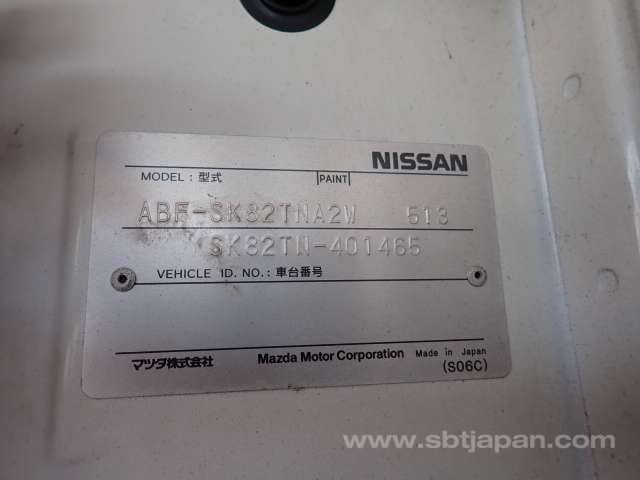 NISSAN
MODEL : 型式 PAINT
ABF-SK82TNA2W 513
SK82TN-401465
VEHICLE ID. NO. : 車台番号
マツダ株式会社 Mazda Motor Corporation Made in Japan
(S06C)
www.sbtjapan.com